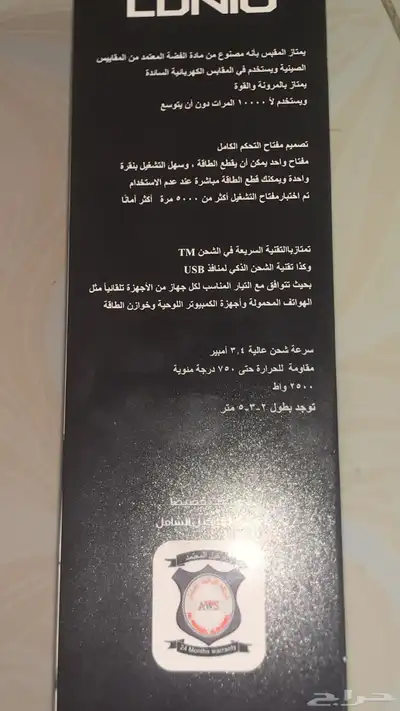 LDNIO
يمتاز المقبس بأنه مصنوع من مادة الفضة المعتمد من المقاييس
الصينية ويستخدم في المقابس الكهربائية السائدة
يمتاز بالمرونة والقوة
ويستخدم لأ ١٠٠٠٠ المرات دون أن يتوسع
تصميم مفتاح التحكم الكامل
مفتاح واحد يمكن أن يقطع الطاقة ، وسهل التشغيل بنقرة
واحدة ويمكنك قطع الطاقة مباشرة عند عدم الاستخدام
تم اختبارمفتاح التشغيل أكثر من ٥٠٠٠ مرة أكثر أمانًا
تمتازباالتقنية السريعة في الشحن TM
وكذا تقنية الشحن الذكي لمنافذ USB
بحيث تتوافق مع التيار المناسب لكل جهاز من الأجهزة تلقائياً مثل
الهواتف المحمولة وأجهزة الكمبيوتر اللوحية وخوازن الطاقة
سرعة شحن عالية ٣,٤ أمبير
مقاومة للحرارة حتى ٧٥٠ درجة مئوية
٢٥٠٠ واط
توجد بطول ٢-٣-٥ متر
AWS
24 Months warranty
حراج